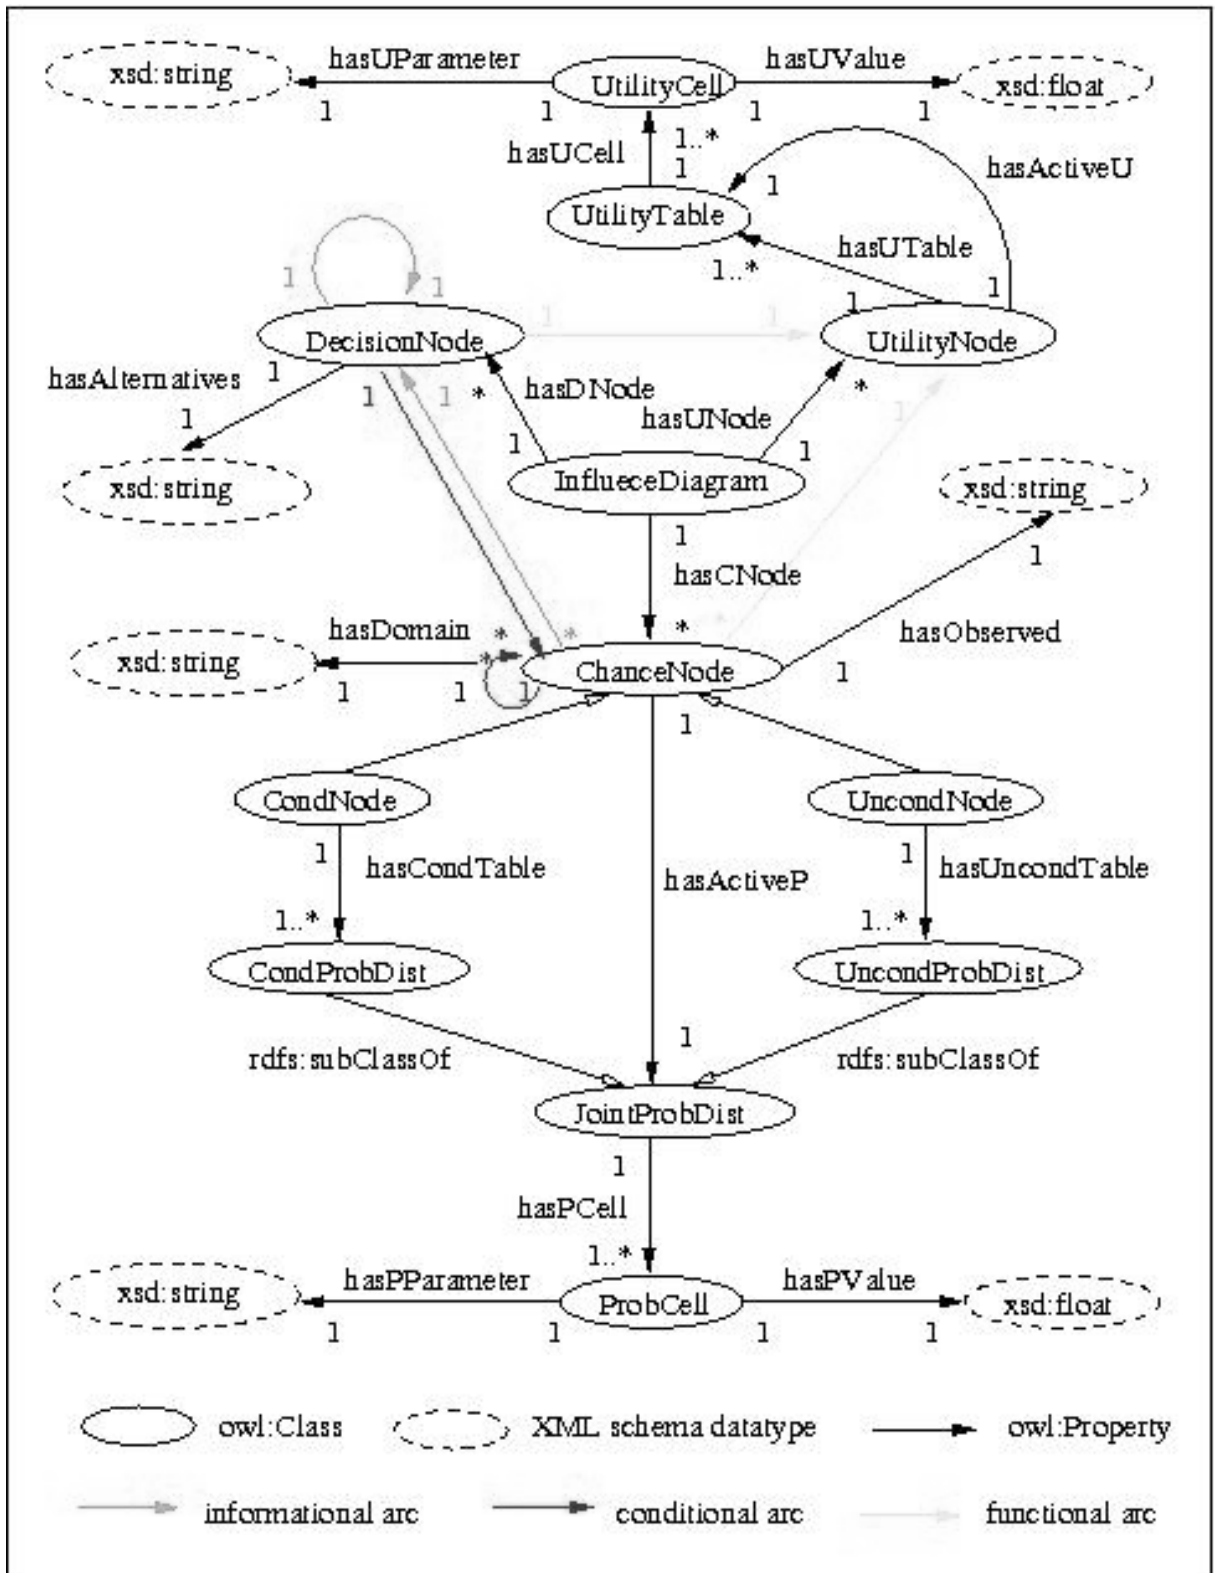 hasUParameter
hasUValue
xsd:string
UtilityCell
xsd:float
1
1
1
1
1..*
hasUCell
1
hasActiveU
1
UtilityTable
hasUTable
1..*
1
1
1
1
1
1
DecisionNode
UtilityNode
hasAlternatives
1
1
1
*
hasDNode
*
1
hasUNode
1
1
1
InflueceDiagram
xsd:string
xsd:string
1
1
hasCNode
hasDomain
*
*
*
*
hasObserved
xsd:string
*
ChanceNode
1
1
1
1
1
CondNode
UncondNode
1
hasCondTable
hasActiveP
1
hasUncondTable
1..*
1..*
CondProbDist
UncondProbDist
1
rdfs:subClassOf
rdfs:subClassOf
JointProbDist
1
hasPCell
1..*
hasPParameter
hasPValue
xsd:string
ProbCell
xsd:float
1
1
1
1
owl:Class
XML schema datatype
owl:Property
informational arc
conditional arc
functional arc